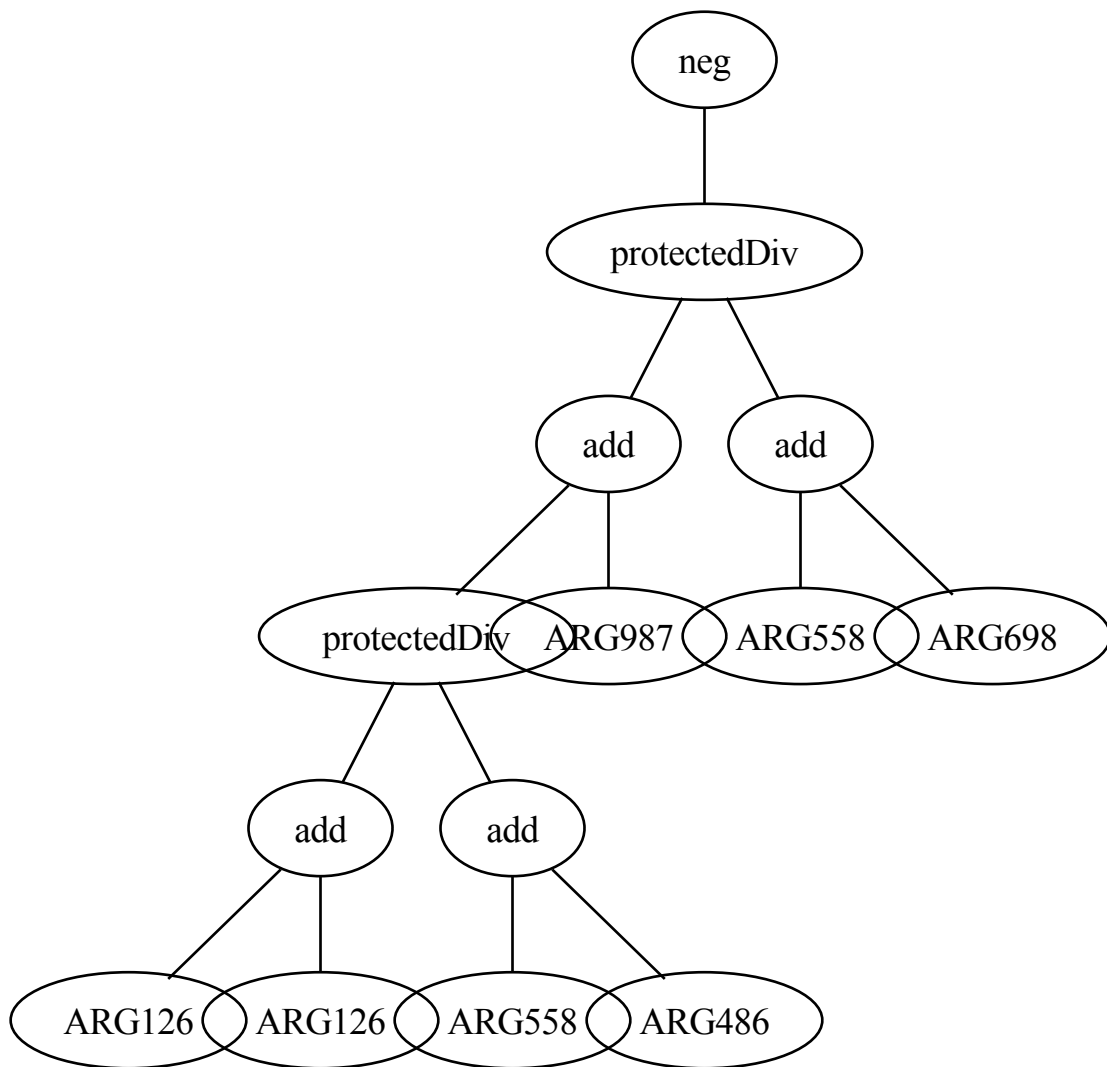 neg
protectedDiv
add add
protectedDiv ARG987 ARG558 ARG698
add add
ARG126 ARG126 ARG558 ARG486